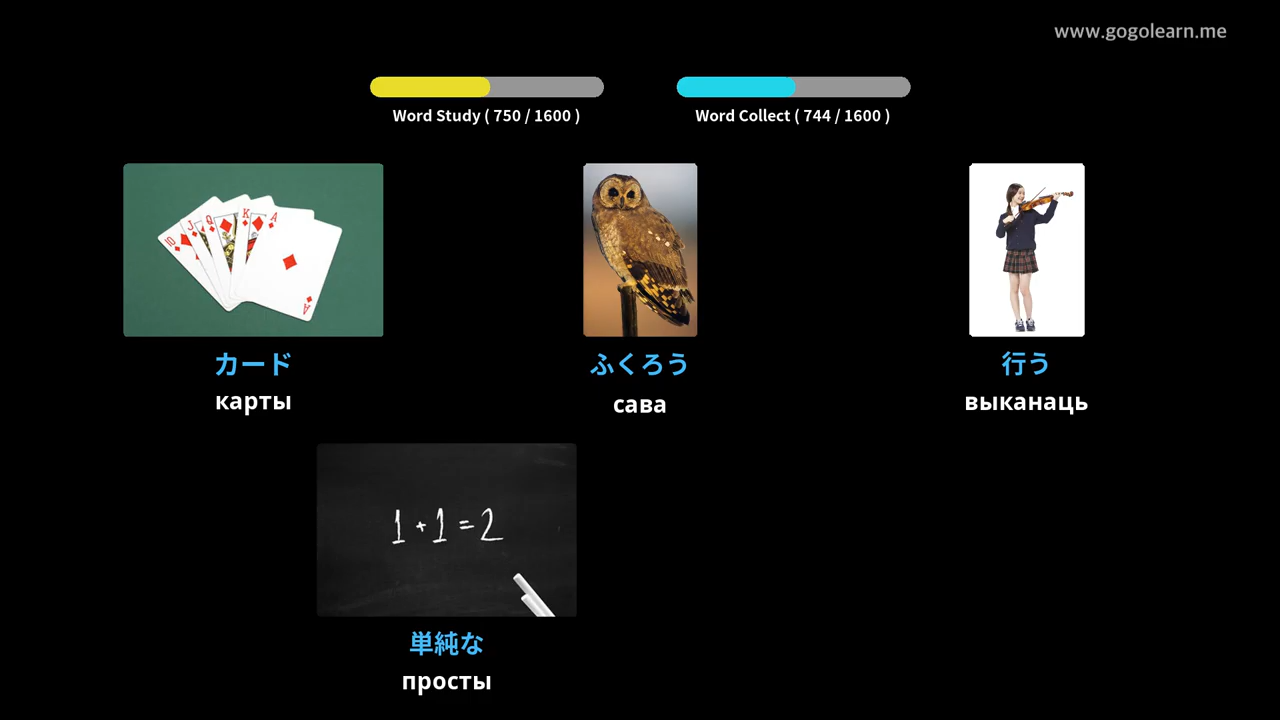 www.gogolearn.me
Word Study ( 750 / 1600 )
Word Collect ( 744 / 1600 )
10 J Q K A
A
カード
карты
ふくろう
сава
行う
выканаць
1 + 1 = 2
単純な
просты